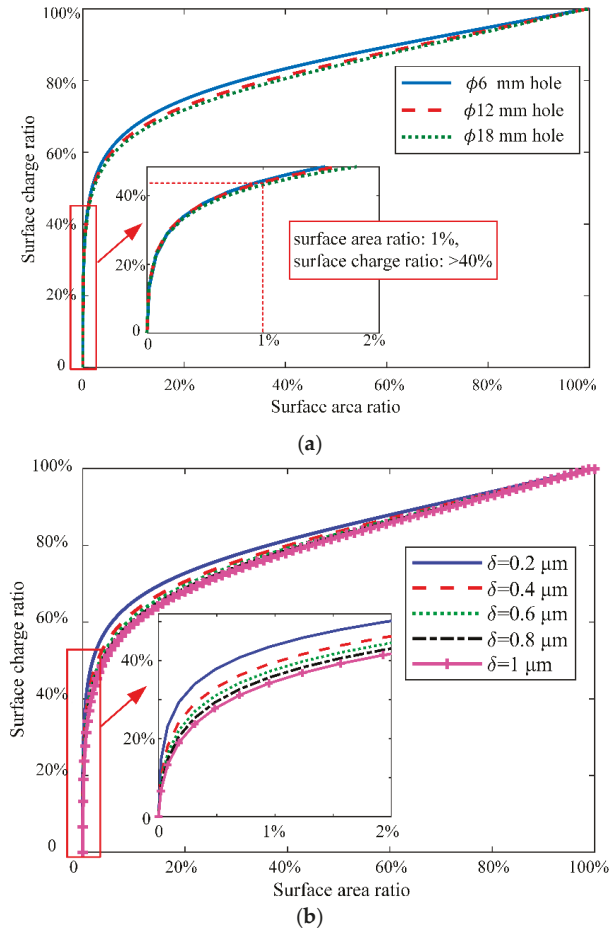 100%
80%
60%
40%
20%
0
Surface charge ratio
ϕ6 mm hole
ϕ12 mm hole
ϕ18 mm hole
40%
20%
0
0
1%
2%
surface area ratio: 1%,
surface charge ratio: >40%
0
20%
40%
60%
80%
100%
Surface area ratio
(a)
100%
80%
60%
40%
20%
0
Surface charge ratio
δ=0.2 μm
δ=0.4 μm
δ=0.6 μm
δ=0.8 μm
δ=1 μm
40%
20%
0
0
1%
2%
0
20%
40%
60%
80%
100%
Surface area ratio
(b)